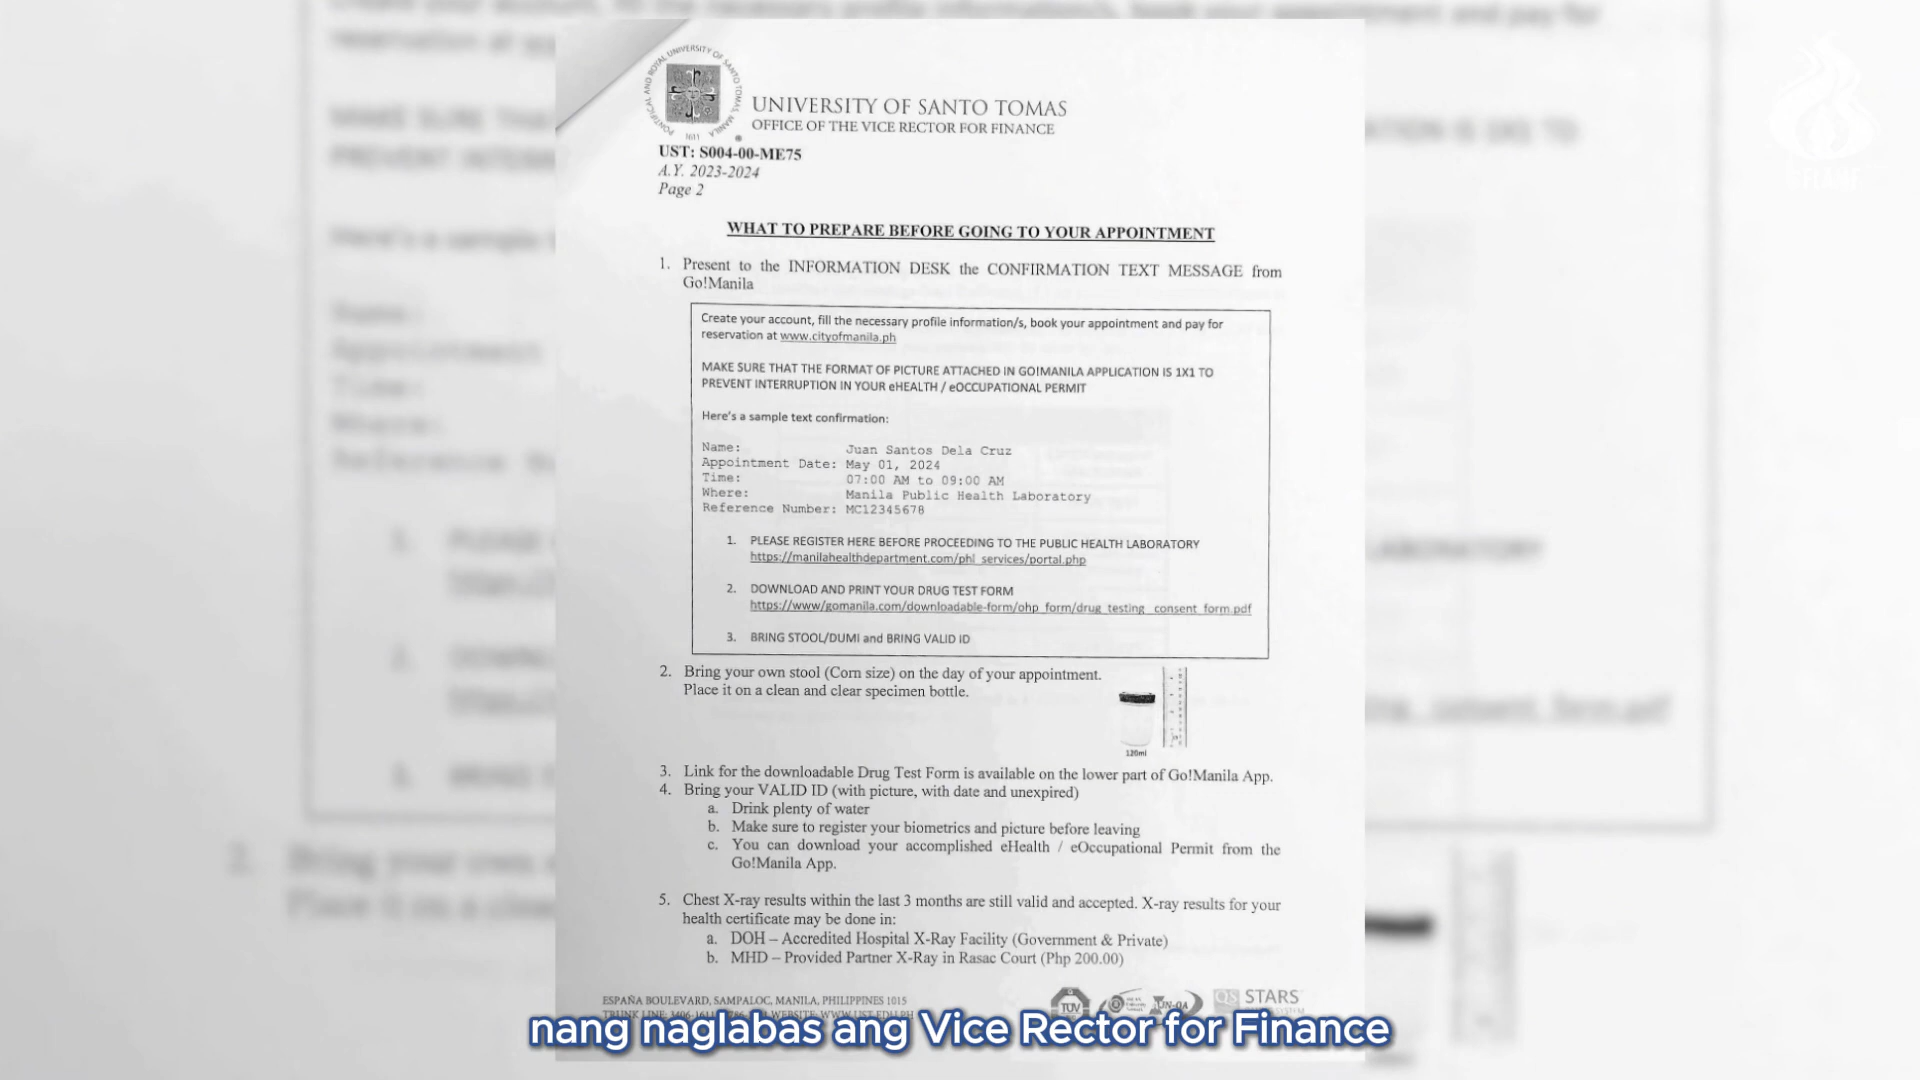 PONTIFICAL AND ROYAL UNIVERSITY OF SANTO TOMAS, MANILA
1611
UNIVERSITY OF SANTO TOMAS
OFFICE OF THE VICE RECTOR FOR FINANCE
UST: S004-00-ME75
A.Y. 2023-2024
Page 2
WHAT TO PREPARE BEFORE GOING TO YOUR APPOINTMENT
1. Present to the INFORMATION DESK the CONFIRMATION TEXT MESSAGE from
Go!Manila
Create your account, fill the necessary profile information/s, book your appointment and pay for
reservation at www.cityofmanila.ph
MAKE SURE THAT THE FORMAT OF PICTURE ATTACHED IN GO!MANILA APPLICATION IS 1X1 TO
PREVENT INTERRUPTION IN YOUR eHEALTH / eOCCUPATIONAL PERMIT
Here's a sample text confirmation:
Name: Juan Santos Dela Cruz
Appointment Date: May 01, 2024
Time: 07:00 AM to 09:00 AM
Where: Manila Public Health Laboratory
Reference Number: MC12345678
1. PLEASE REGISTER HERE BEFORE PROCEEDING TO THE PUBLIC HEALTH LABORATORY
https://manilahealthdepartment.com/phl_services/portal.php
2. DOWNLOAD AND PRINT YOUR DRUG TEST FORM
https://www/gomanila.com/downloadable-form/ohp_form/drug_testing_consent_form.pdf
3. BRING STOOL/DUMI and BRING VALID ID
2. Bring your own stool (Corn size) on the day of your appointment.
Place it on a clean and clear specimen bottle.
120ml
3. Link for the downloadable Drug Test Form is available on the lower part of Go!Manila App.
4. Bring your VALID ID (with picture, with date and unexpired)
a. Drink plenty of water
b. Make sure to register your biometrics and picture before leaving
c. You can download your accomplished eHealth / eOccupational Permit from the
Go!Manila App.
5. Chest X-ray results within the last 3 months are still valid and accepted. X-ray results for your
health certificate may be done in:
a. DOH – Accredited Hospital X-Ray Facility (Government & Private)
b. MHD – Provided Partner X-Ray in Rasac Court (Php 200.00)
ESPAÑA BOULEVARD, SAMPALOC, MANILA, PHILIPPINES 1015
TUV
QS STARS
nang naglabas ang Vice Rector for Finance